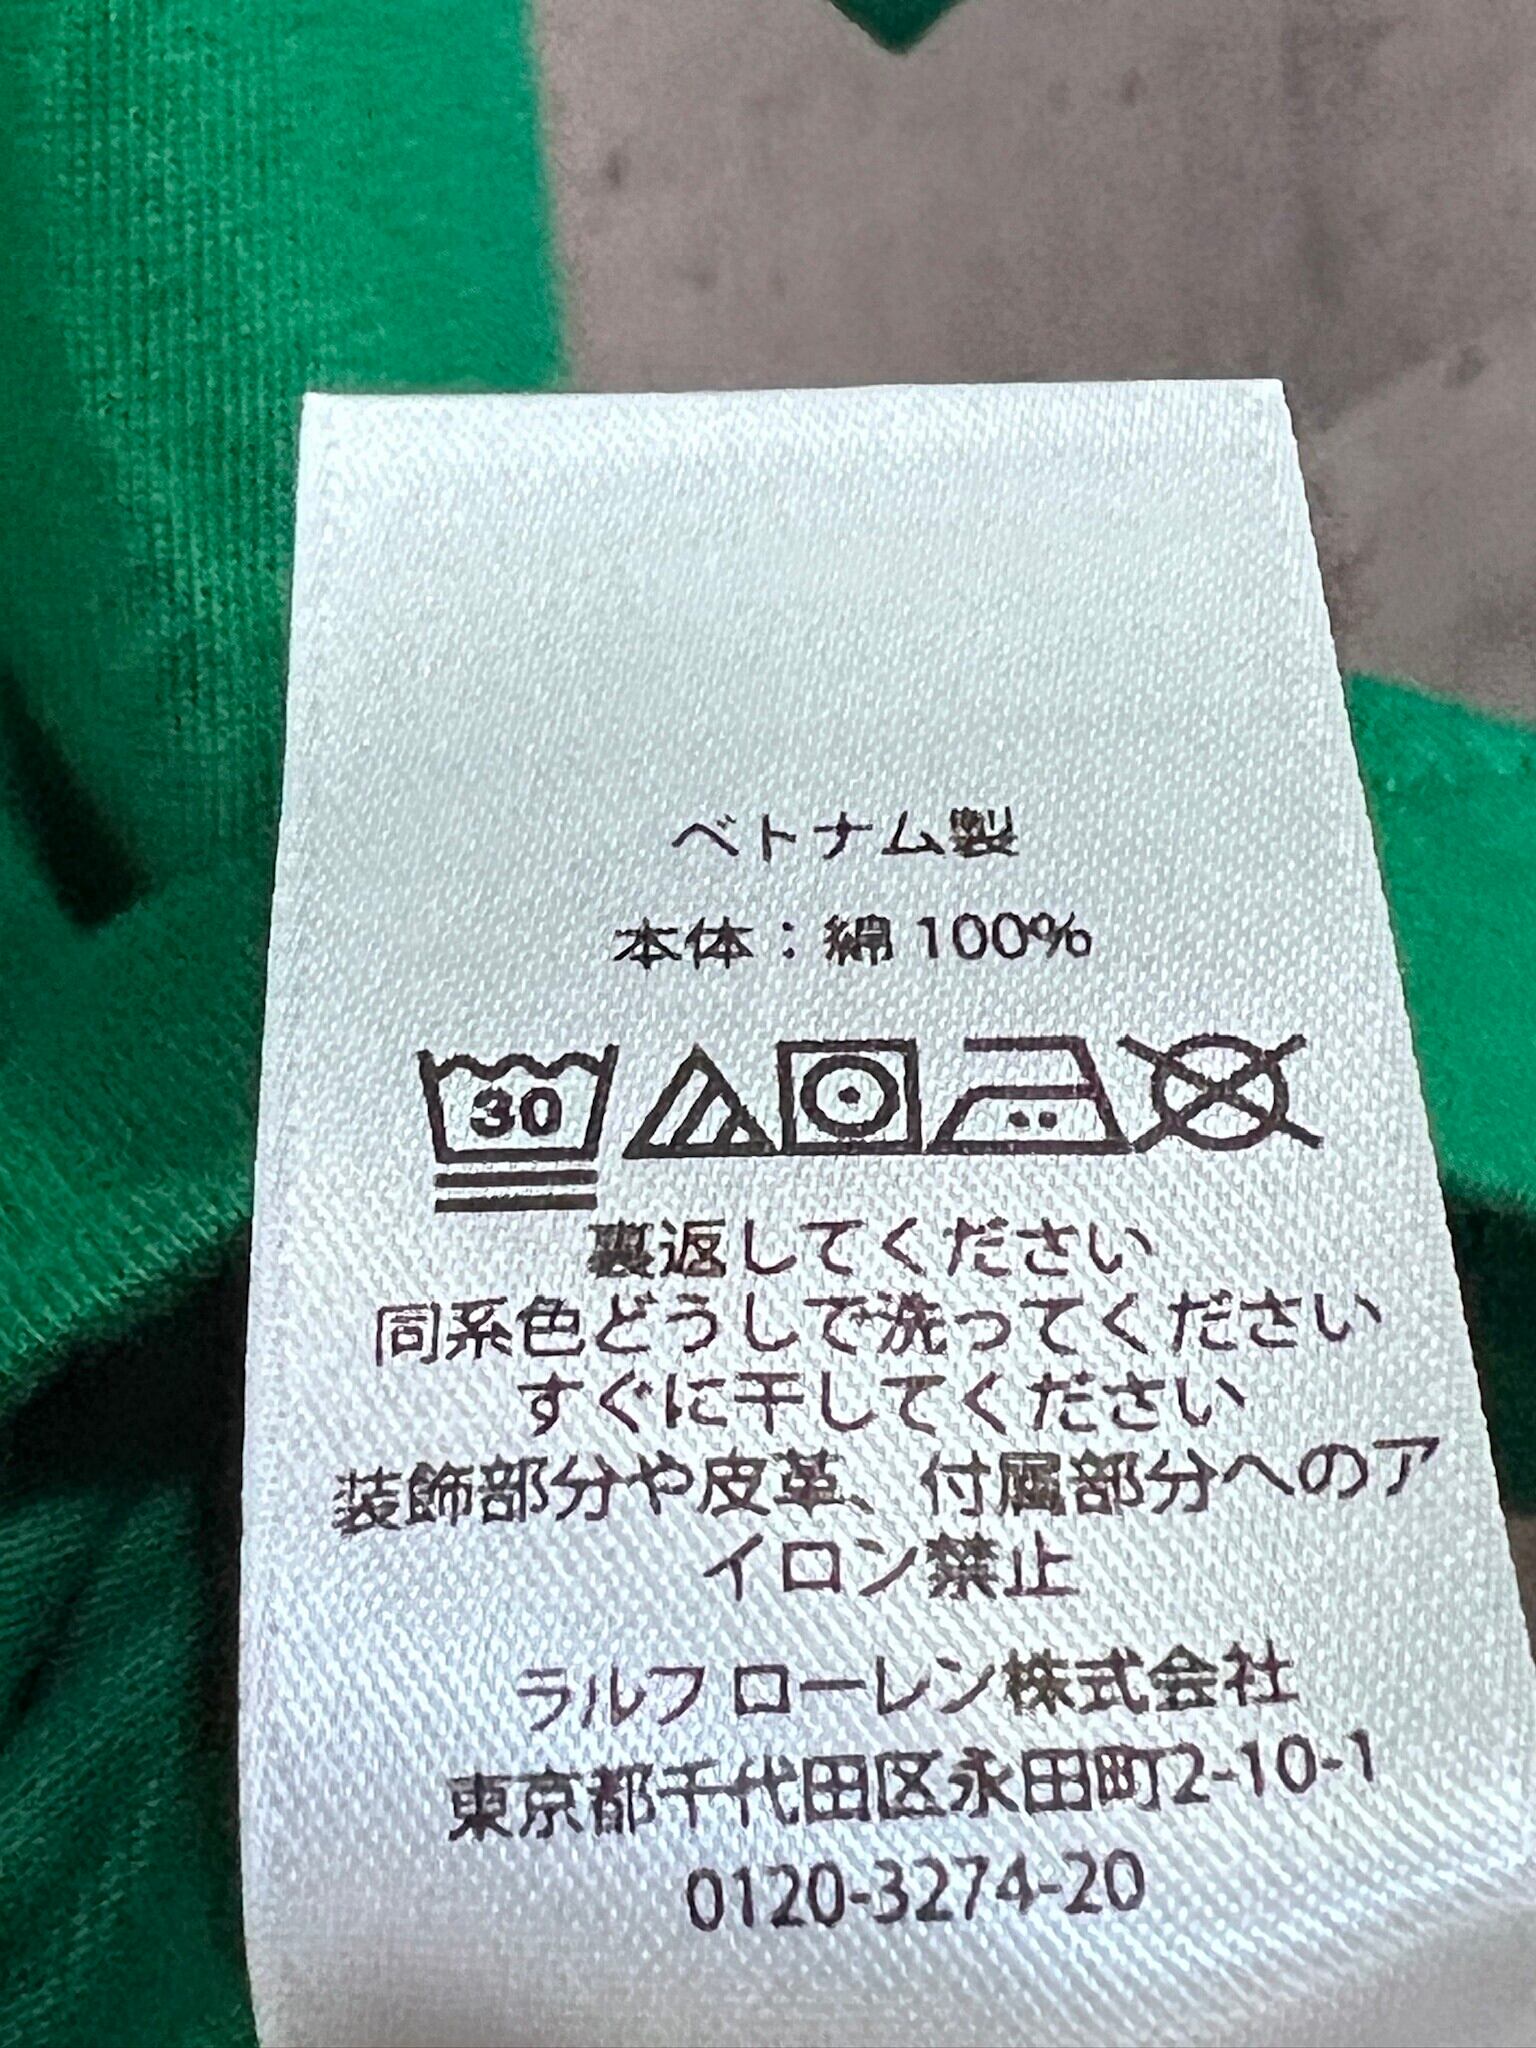 ベトナム製
本体：綿 100%
30
裏返してください
同系色どうしで洗ってください
すぐに干してください
装飾部分や皮革、付属部分へのア
イロン禁止
ラルフ ローレン株式会社
東京都千代田区永田町2-10-1
0120-3274-20